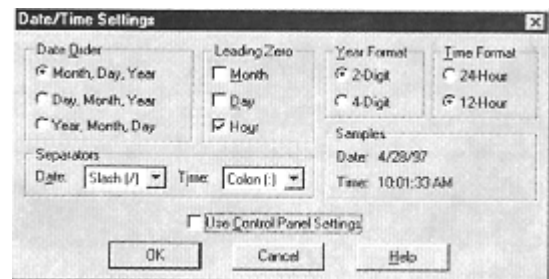 Date/Time Settings
Date Order
Month, Day, Year
Day, Month, Year
Year, Month, Day
Leading Zero
Month
Day
Hour
Year Format
2-Digit
4-Digit
Time Format
24-Hour
12-Hour
Separators
Date: Slash (/) Time: Colon (:)
Samples
Date: 4/28/97
Time: 10:01:33 AM
Use Control Panel Settings
OK Cancel Help